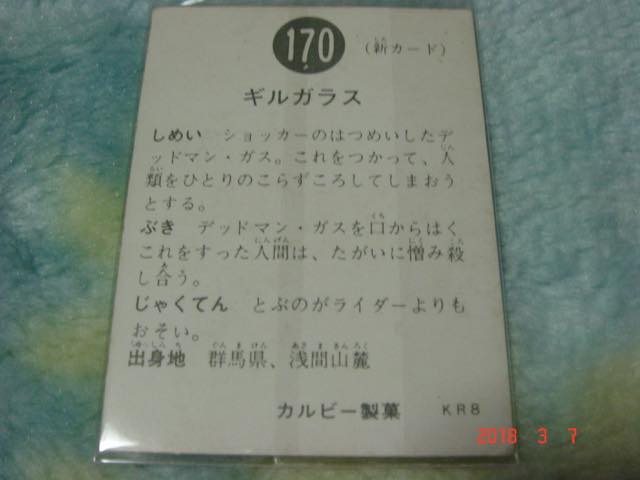 170
(新カード)
ギルガラス
しめい ショッカーのはつめいしたデ
ッドマン・ガス。これをつかって、人
類をひとりのこらずころしてしまおう
とする。
ぶき デッドマン・ガスを口からはく
これをすった人間は、たがいに憎み殺
し合う。
じゃくてん とぶのがライダーよりも
おそい。
出身地 群馬県、浅間山麓
カルビー製菓 KR8
2018 3 7